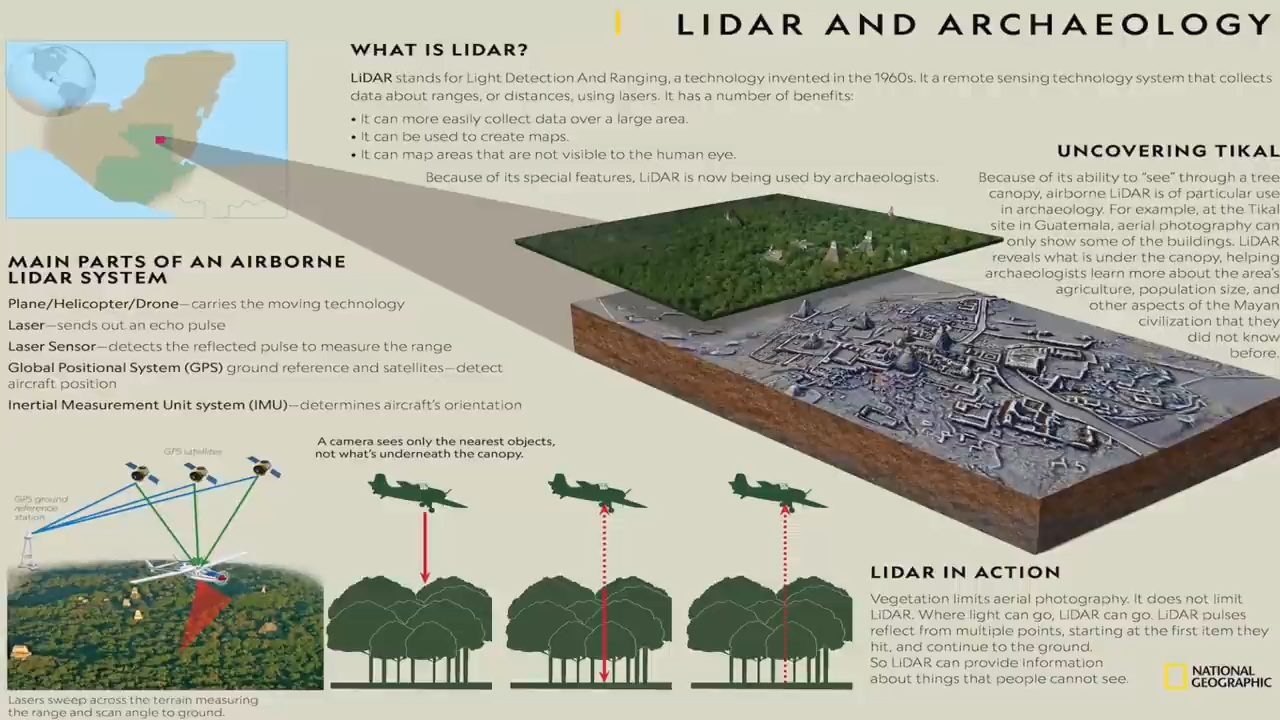 LIDAR AND ARCHAEOLOGY
WHAT IS LIDAR?
LiDAR stands for Light Detection And Ranging, a technology invented in the 1960s. It a remote sensing technology system that collects
data about ranges, or distances, using lasers. It has a number of benefits:
• It can more easily collect data over a large area.
• It can be used to create maps.
• It can map areas that are not visible to the human eye.
Because of its special features, LiDAR is now being used by archaeologists.
UNCOVERING TIKAL
Because of its ability to “see” through a tree
canopy, airborne LiDAR is of particular use
in archaeology. For example, at the Tikal
site in Guatemala, aerial photography can
only show some of the buildings. LiDAR
reveals what is under the canopy, helping
archaeologists learn more about the area's
agriculture, population size, and
other aspects of the Mayan
civilization that they
did not know
before.
MAIN PARTS OF AN AIRBORNE
LIDAR SYSTEM
Plane/Helicopter/Drone—carries the moving technology
Laser—sends out an echo pulse
Laser Sensor—detects the reflected pulse to measure the range
Global Positional System (GPS) ground reference and satellites—detect
aircraft position
Inertial Measurement Unit system (IMU)—determines aircraft's orientation
GPS satellites
GPS ground
reference
station
Lasers sweep across the terrain measuring
the range and scan angle to ground.
A camera sees only the nearest objects,
not what's underneath the canopy.
LIDAR IN ACTION
Vegetation limits aerial photography. It does not limit
LiDAR. Where light can go, LiDAR can go. LiDAR pulses
reflect from multiple points, starting at the first item they
hit, and continue to the ground.
So LiDAR can provide information
about things that people cannot see.
NATIONAL
GEOGRAPHIC